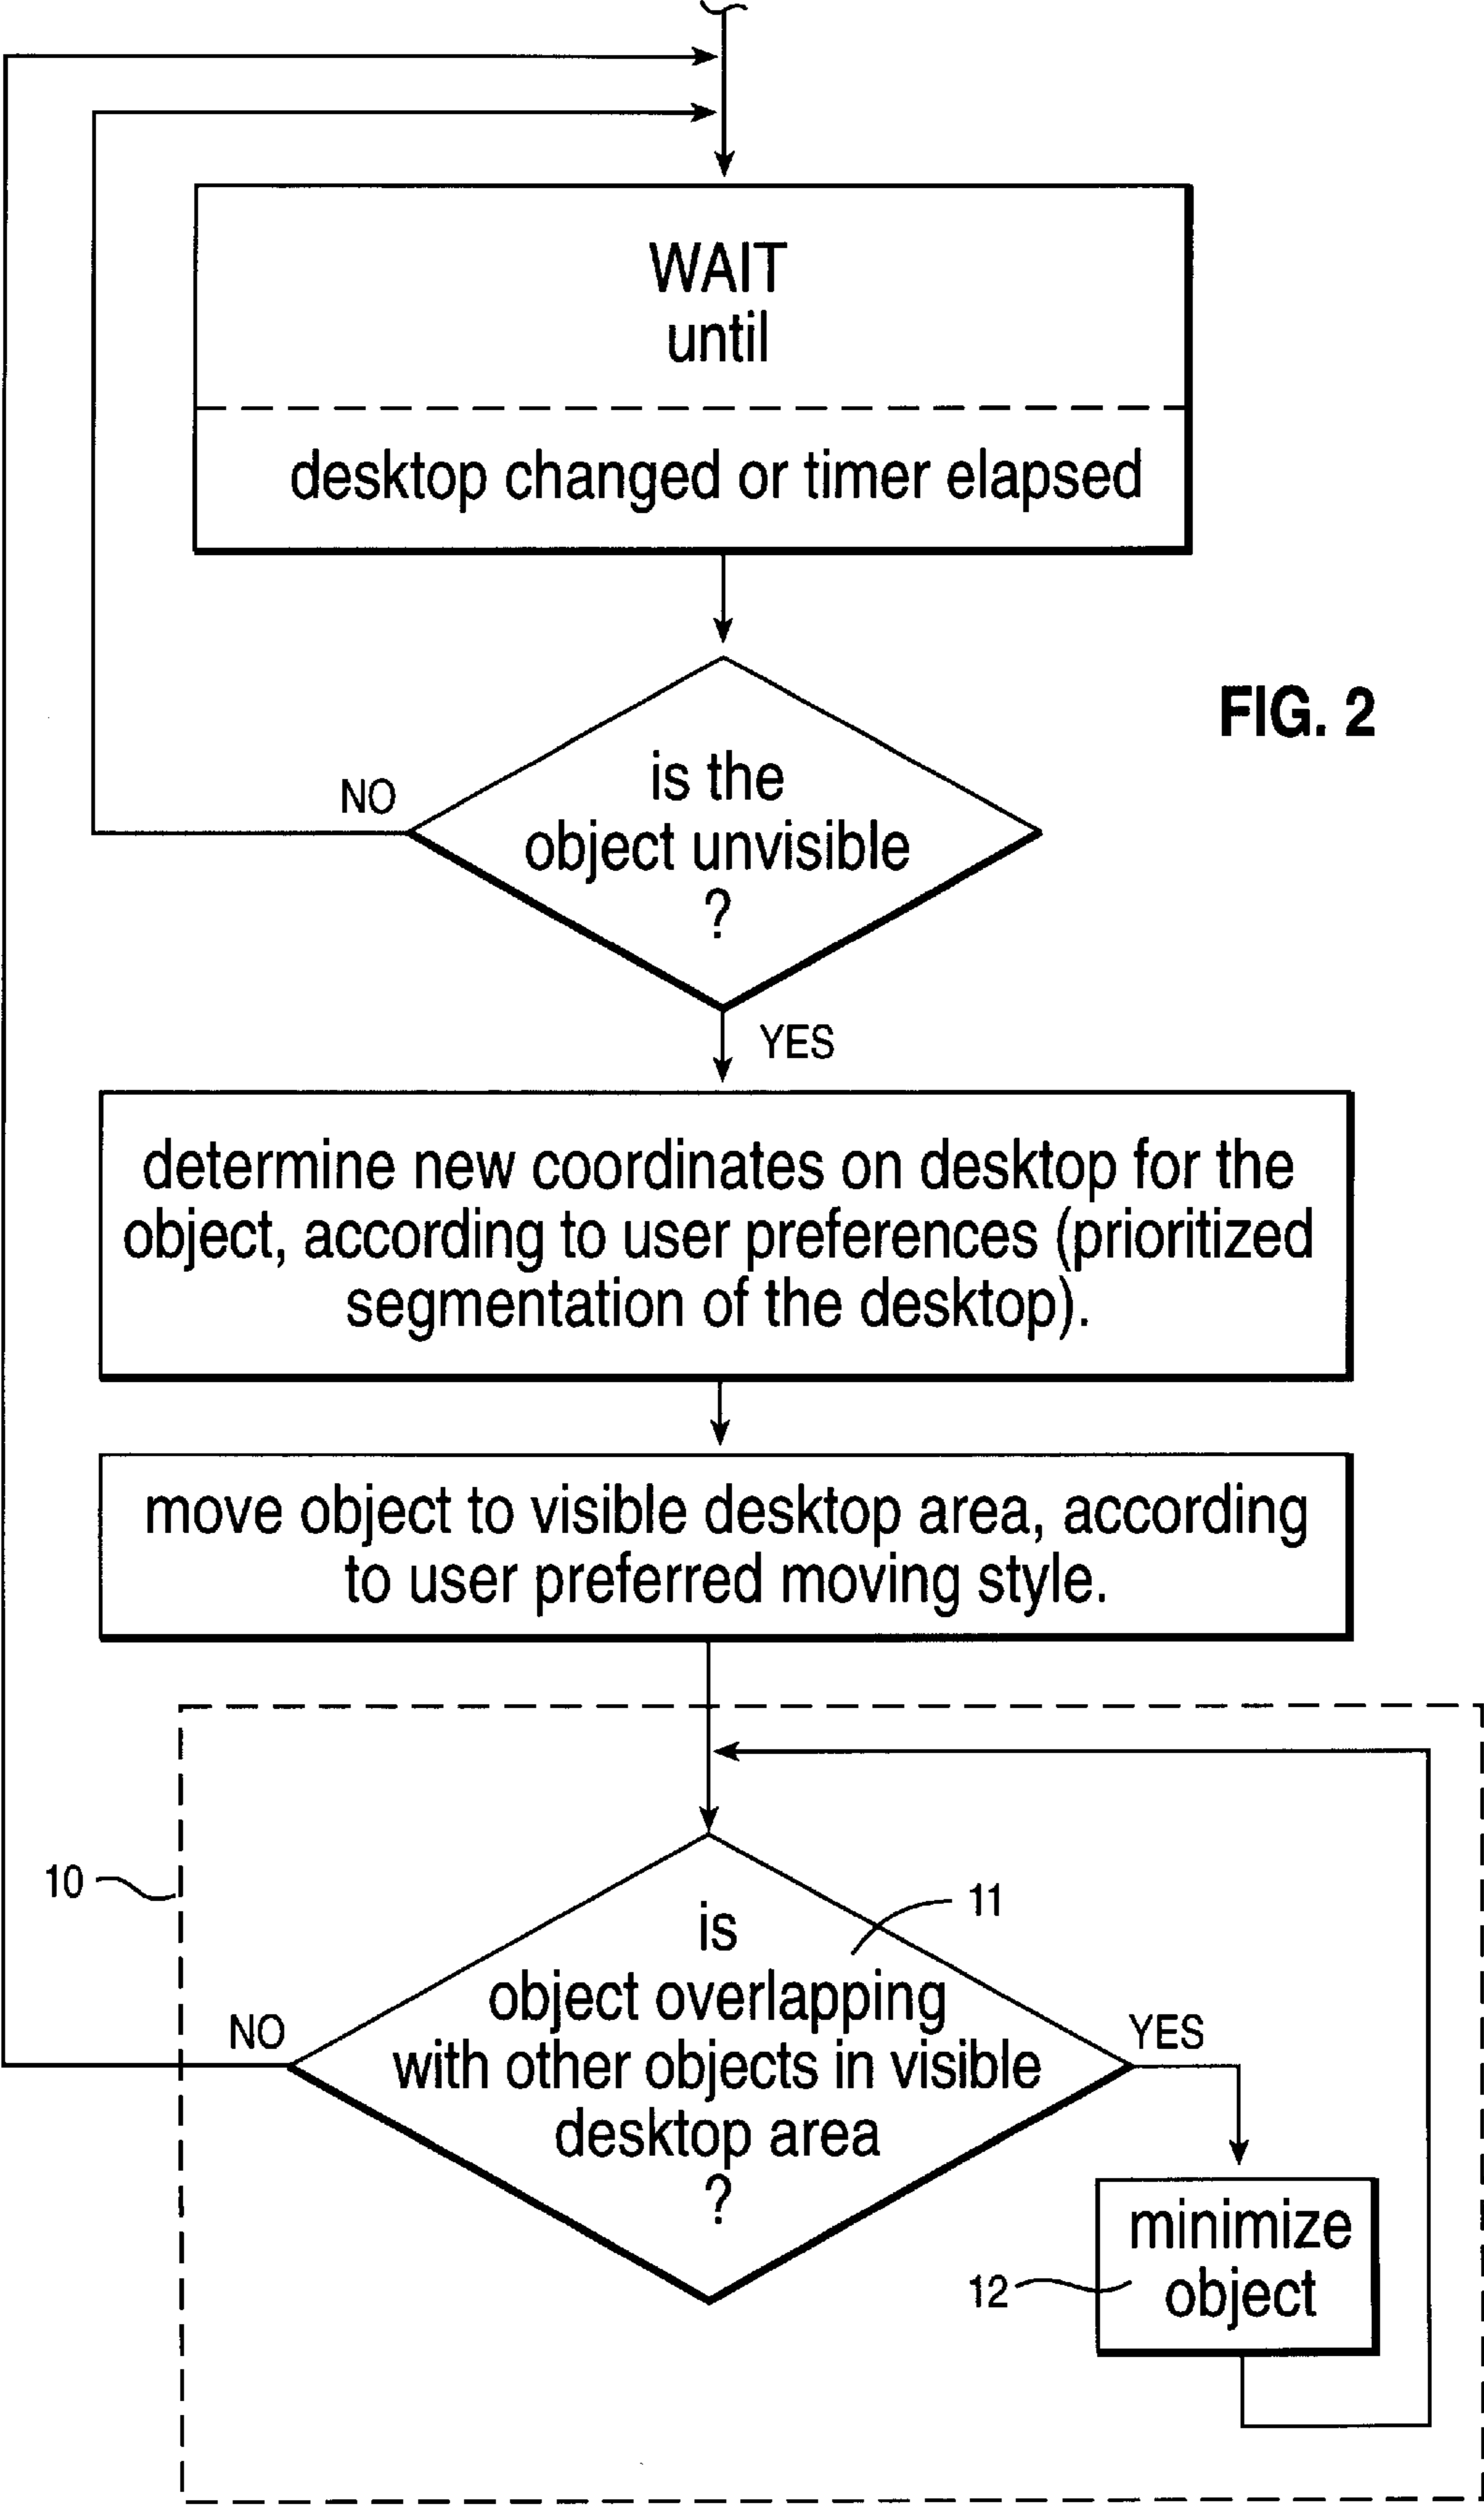 WAIT
until
desktop changed or timer elapsed
FIG. 2
is the
NO
object unvisible
?
YES
determine new coordinates on desktop for the
object, according to user preferences (prioritized
segmentation of the desktop).
move object to visible desktop area, according
to user preferred moving style.
10
11
is
object overlapping
NO
YES
with other objects in visible
desktop area
?
minimize
12
object